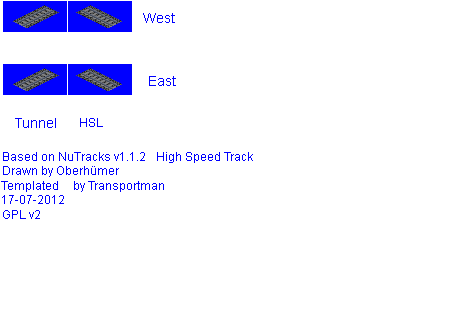 West
East
Tunnel HSL
Based on NuTracks v1.1.2 High Speed Track
Drawn by Oberhümer
Templated by Transportman
17-07-2012
GPL v2